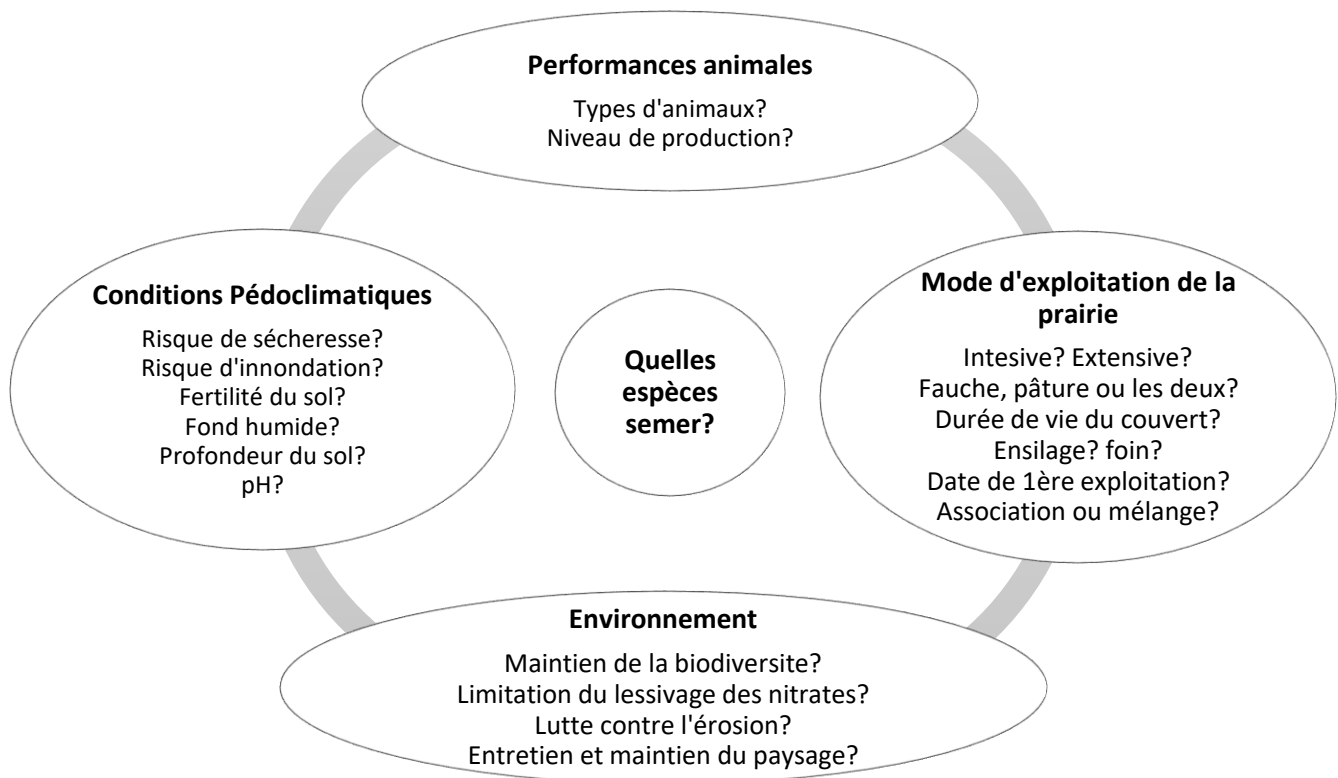 Performances animales
Types d'animaux?
Niveau de production?
Conditions Pédoclimatiques
Risque de sécheresse?
Risque d'innondation?
Fertilité du sol?
Fond humide?
Profondeur du sol?
pH?
Quelles
espèces
semer?
Mode d'exploitation de la
prairie
Intesive? Extensive?
Fauche, pâture ou les deux?
Durée de vie du couvert?
Ensilage? foin?
Date de 1ère exploitation?
Association ou mélange?
Environnement
Maintien de la biodiversite?
Limitation du lessivage des nitrates?
Lutte contre l'érosion?
Entretien et maintien du paysage?